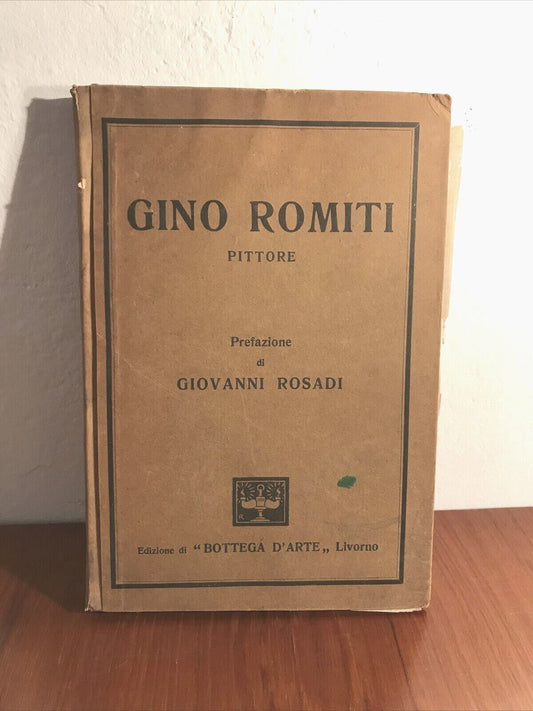 GINO ROMITI
PITTORE
Prefazione
di
GIOVANNI ROSADI
Edizione di "BOTTEGA D'ARTE„ Livorno